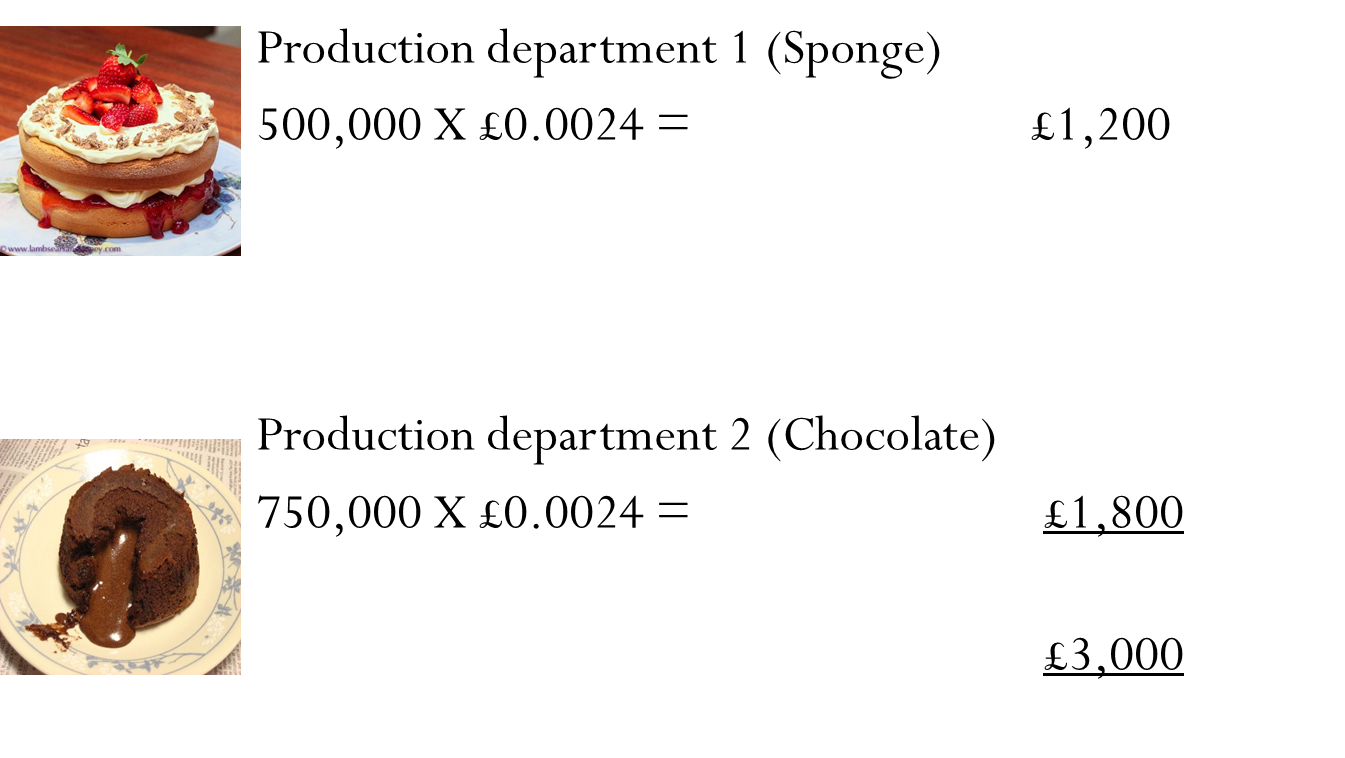 Production department 1 (Sponge)
500,000 X £0.0024 = £1,200
Production department 2 (Chocolate)
750,000 X £0.0024 = £1,800
£3,000